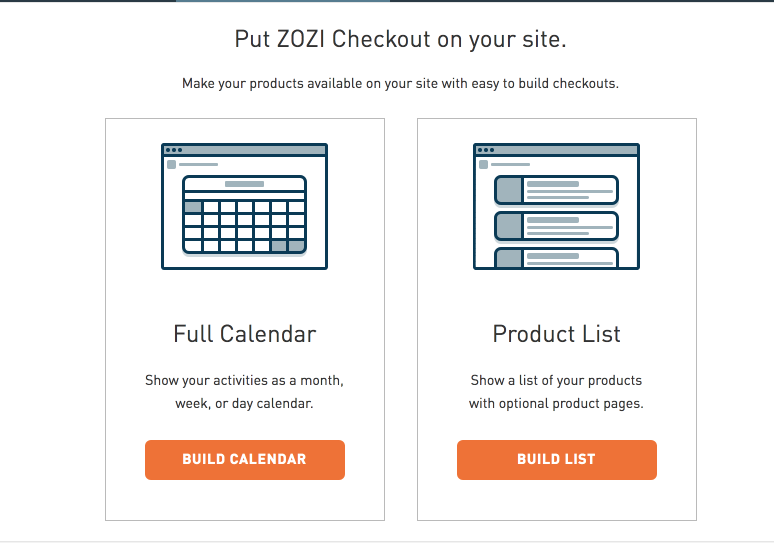 Put ZOZI Checkout on your site.
Make your products available on your site with easy to build checkouts.
Full Calendar
Show your activities as a month,
week, or day calendar.
BUILD CALENDAR
Product List
Show a list of your products
with optional product pages.
BUILD LIST